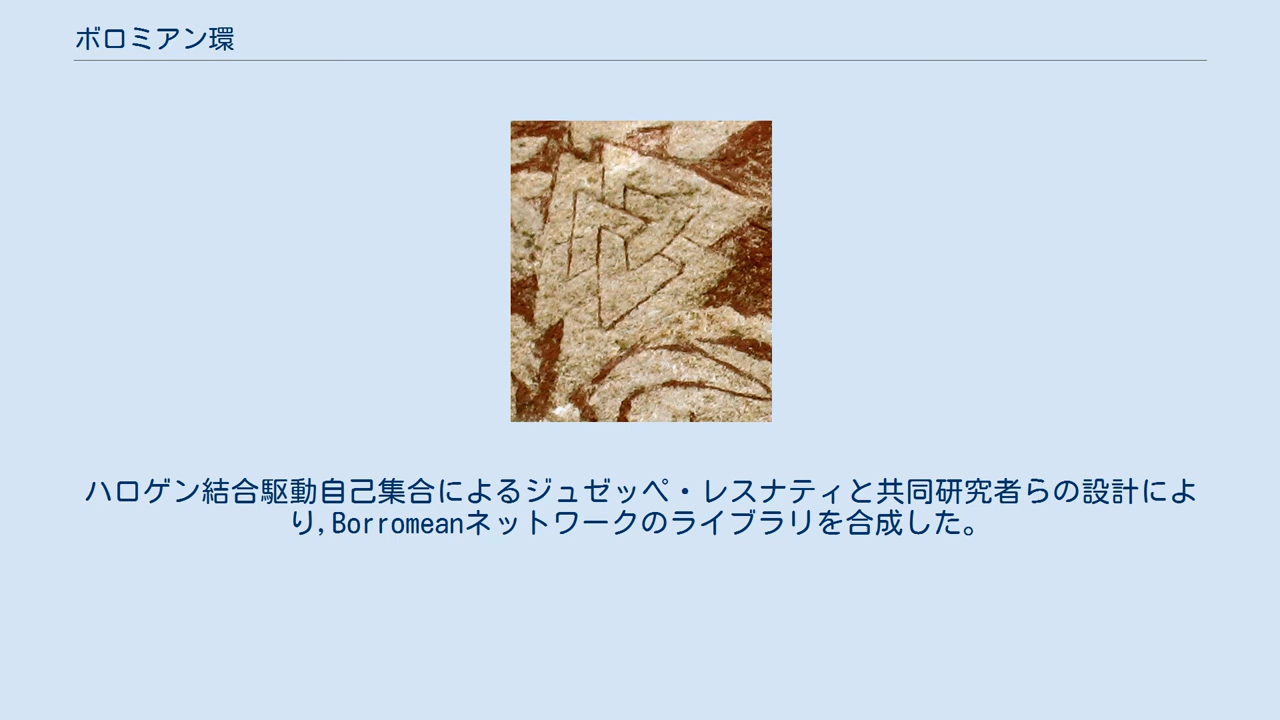 ボロミアン環
ハロゲン結合駆動自己集合によるジュゼッペ・レスナティと共同研究者らの設計によ
り,Borromeanネットワークのライブラリを合成した。